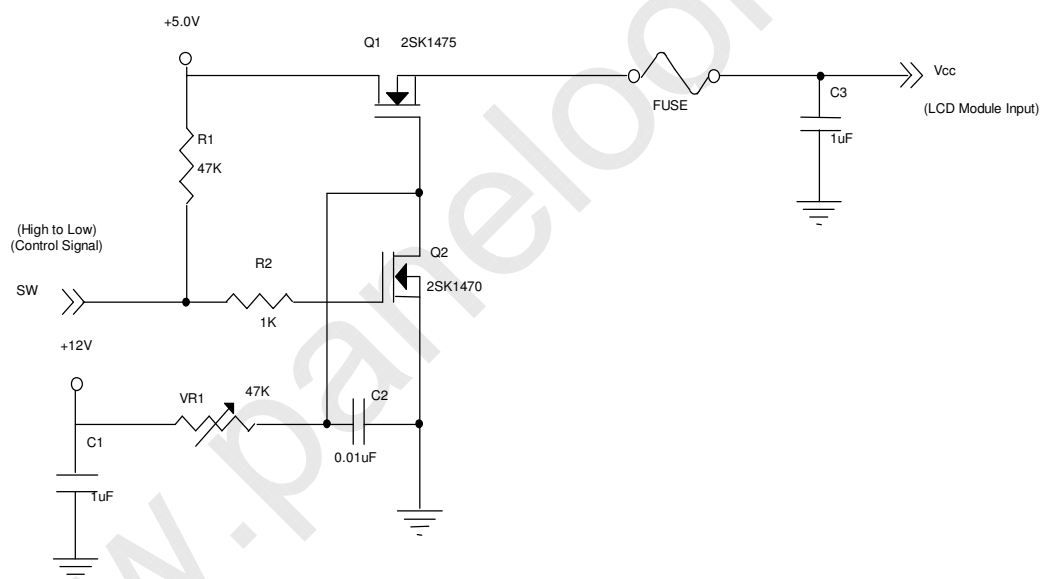 +5.0V
Q1 2SK1475
Vcc
C3
FUSE
(LCD Module Input)
R1
1uF
47K
(High to Low)
(Control Signal)
Q2
R2
SW
2SK1470
1K
+12V
VR1
47K
C2
C1
0.01uF
1uF
w.panelook